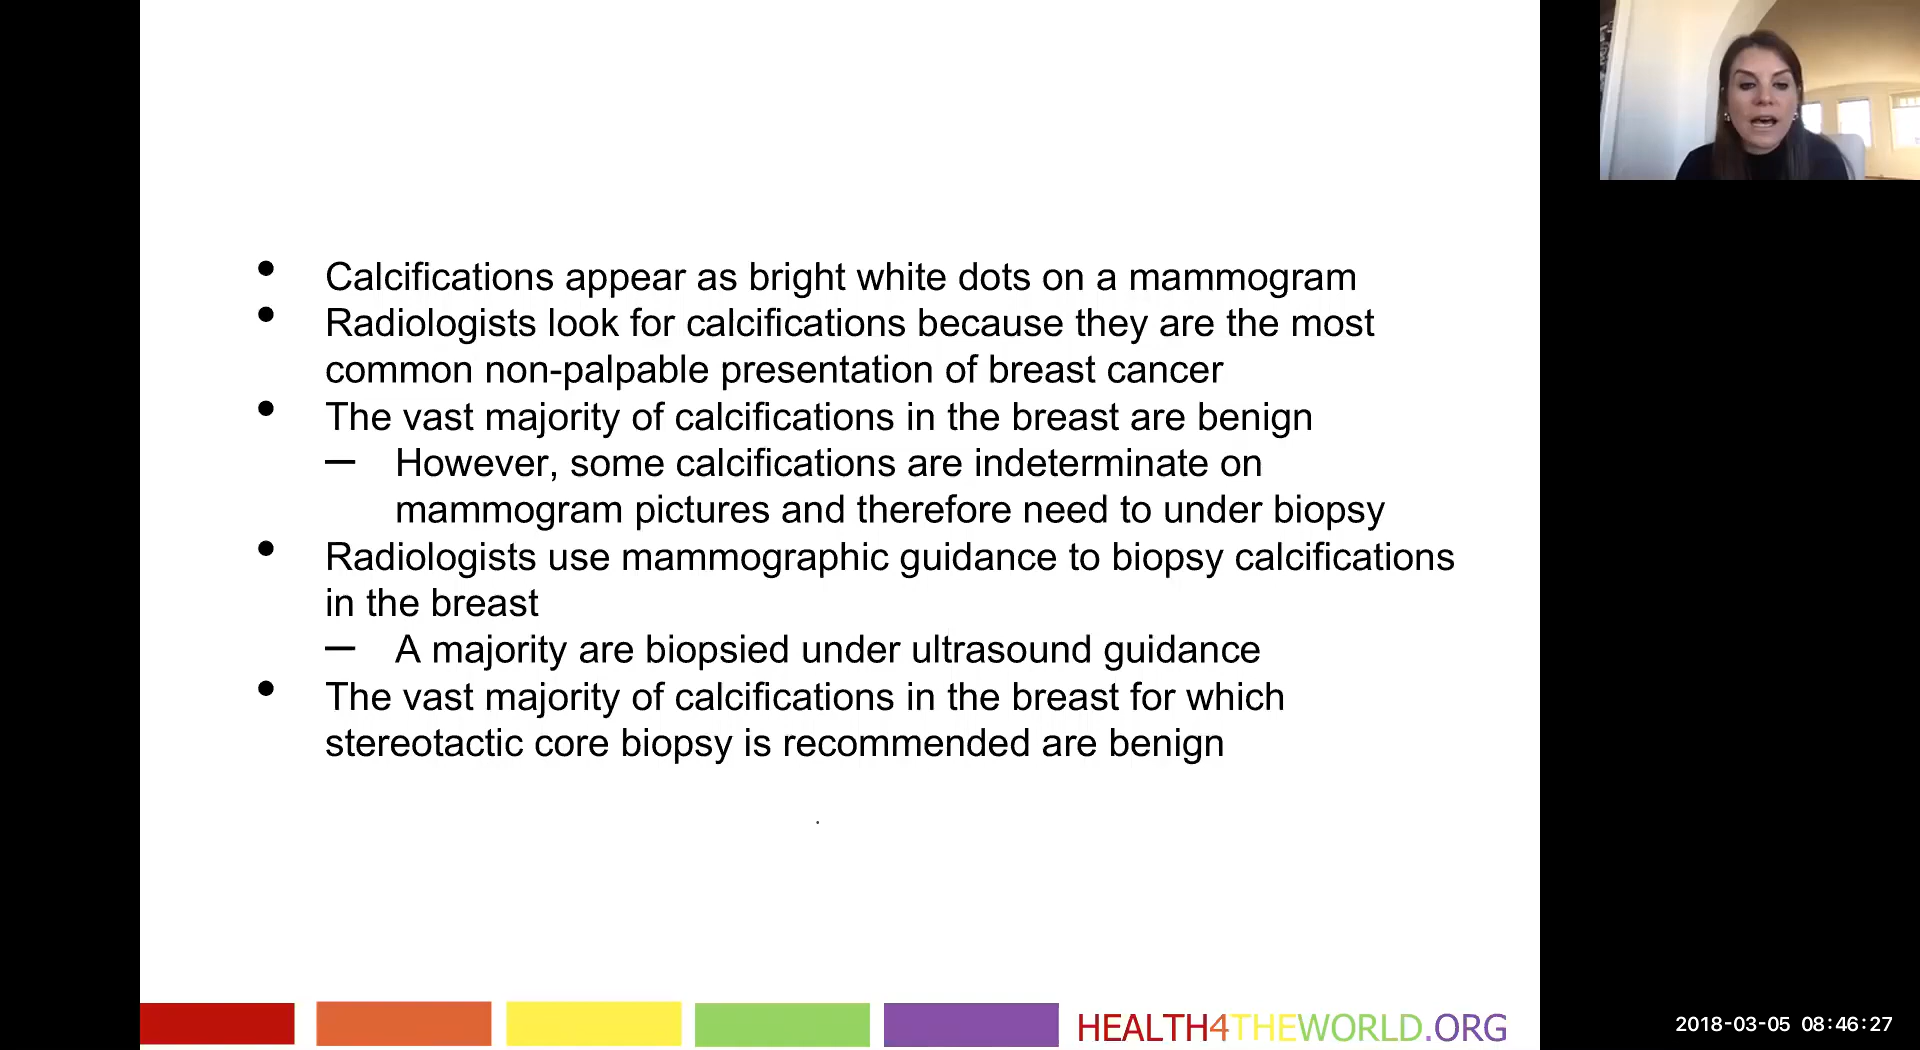 • Calcifications appear as bright white dots on a mammogram
• Radiologists look for calcifications because they are the most
common non-palpable presentation of breast cancer
• The vast majority of calcifications in the breast are benign
– However, some calcifications are indeterminate on
mammogram pictures and therefore need to under biopsy
• Radiologists use mammographic guidance to biopsy calcifications
in the breast
– A majority are biopsied under ultrasound guidance
• The vast majority of calcifications in the breast for which
stereotactic core biopsy is recommended are benign
.
HEALTH4THEWORLD.ORG
2018-03-05 08:46:27